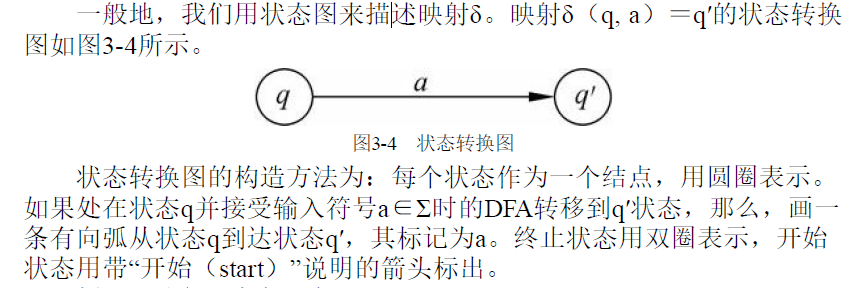 一般地，我们用状态图来描述映射δ。映射δ（q, a）＝q′的状态转换
图如图3-4所示。
q
a
q′
图3-4 状态转换图
状态转换图的构造方法为：每个状态作为一个结点，用圆圈表示。
如果处在状态q并接受输入符号a∈Σ时的DFA转移到q′状态，那么，画一
条有向弧从状态q到达状态q′，其标记为a。终止状态用双圈表示，开始
状态用带“开始（start）”说明的箭头标出。